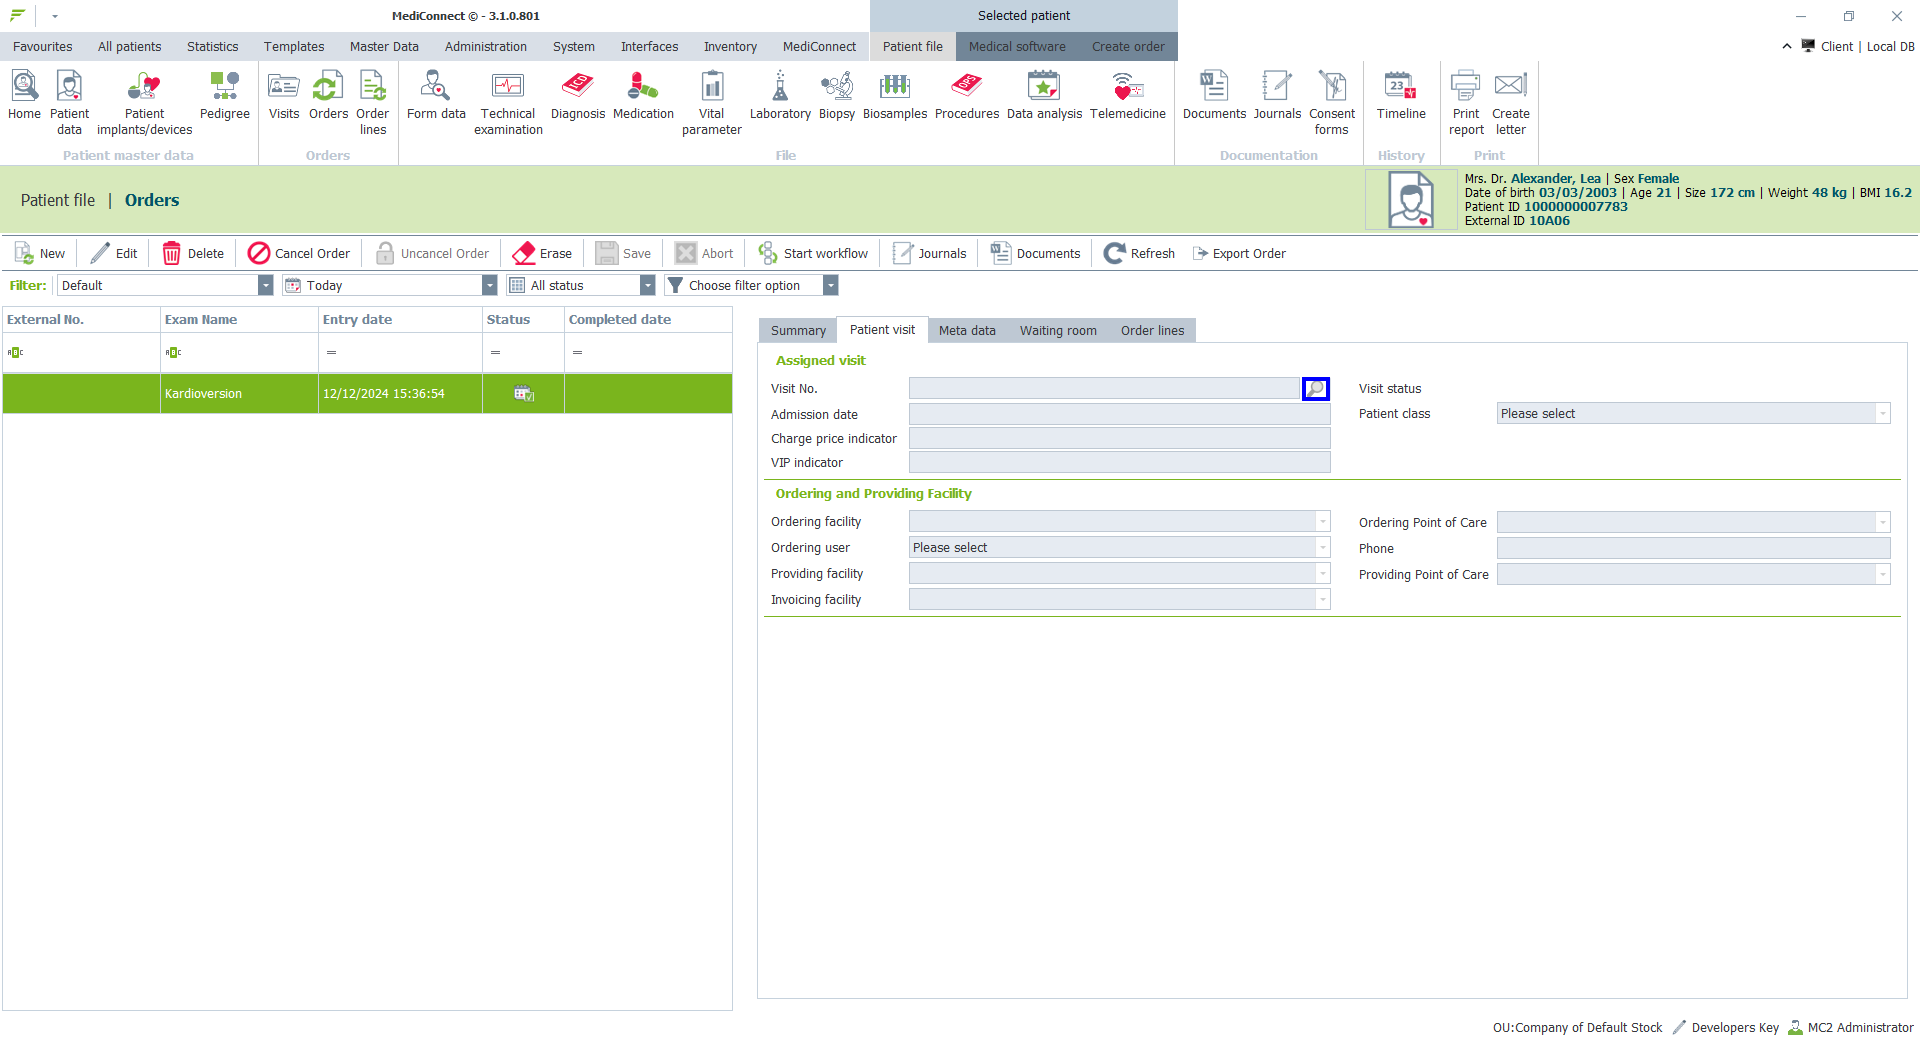 MediConnect © - 3.1.0.801
Selected patient
Favourites All patients Statistics Templates Master Data Administration System Interfaces Inventory MediConnect Patient file Medical software Create order
Client | Local DB
Home Patient data Patient implants/devices Pedigree Visits Orders Order lines Form data Technical examination Diagnosis Medication Vital parameter Laboratory Biopsy Biosamples Procedures Data analysis Telemedicine Documents Journals Consent forms Timeline Print report Create letter
Patient master data Orders File Documentation History Print
Patient file | Orders
Mrs. Dr. Alexander, Lea | Sex Female
Date of birth 03/03/2003 | Age 21 | Size 172 cm | Weight 48 kg | BMI 16.2
Patient ID 1000000007783
External ID 10A06
New Edit Delete Cancel Order Uncancel Order Erase Save Abort Start workflow Journals Documents Refresh Export Order
Filter: Default Today All status Choose filter option
External No. Exam Name Entry date Status Completed date
ABC ABC = = =
Kardioversion 12/12/2024 15:36:54
Summary Patient visit Meta data Waiting room Order lines
Assigned visit
Visit No. Visit status
Admission date Patient class Please select
Charge price indicator
VIP indicator
Ordering and Providing Facility
Ordering facility Ordering Point of Care
Ordering user Please select Phone
Providing facility Providing Point of Care
Invoicing facility
OU:Company of Default Stock Developers Key MC2 Administrator